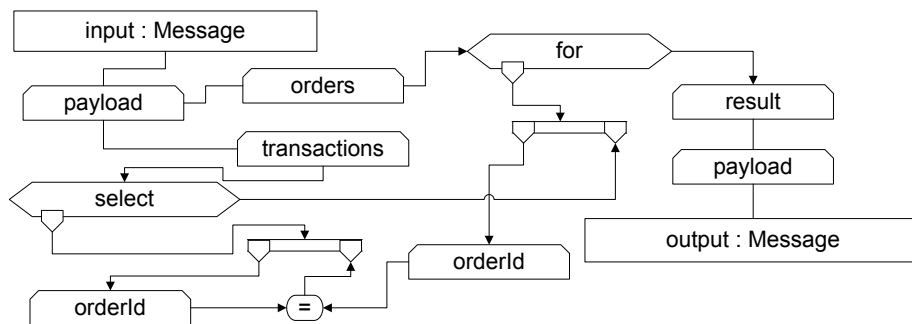 input : Message
for
payload
orders
result
transactions
payload
select
output : Message
orderId
orderId
=